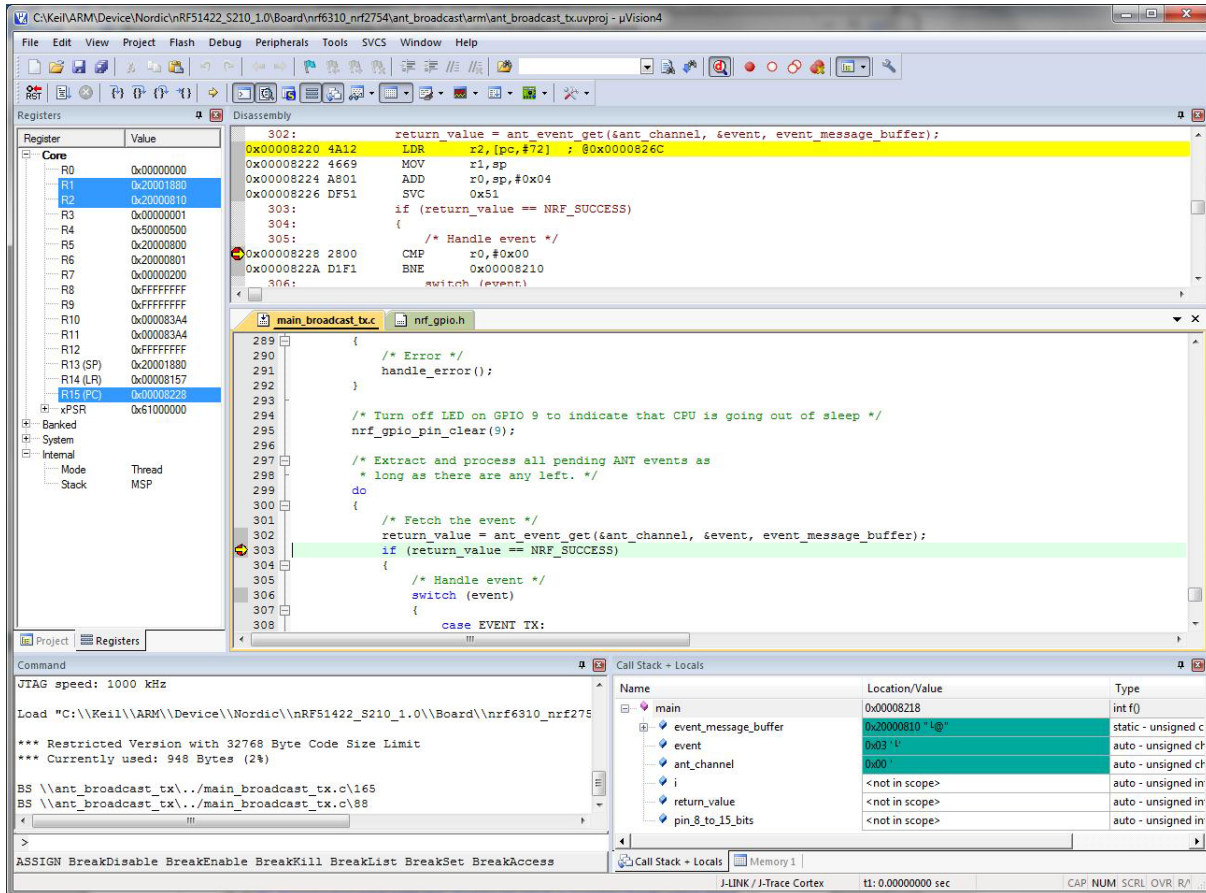 C:\Keil\ARM\Device\Nordic\nRF51422_S210_1.0\Board\nrf6310_nrf2754\ant_broadcast\arm\ant_broadcast_tx.uvproj - µVision4
File Edit View Project Flash Debug Peripherals Tools SVCS Window Help
RST
Registers
Register Value
Core
R0 0x00000000
R1 0x20001880
R2 0x20000810
R3 0x00000001
R4 0x50000500
R5 0x20000800
R6 0x20000801
R7 0x00000200
R8 0xFFFFFFFF
R9 0xFFFFFFFF
R10 0x000083A4
R11 0x000083A4
R12 0xFFFFFFFF
R13 (SP) 0x20001880
R14 (LR) 0x00008157
R15 (PC) 0x00008228
xPSR 0x61000000
Banked
System
Internal
Mode Thread
Stack MSP
Project Registers
Disassembly
302: return_value = ant_event_get(&ant_channel, &event, event_message_buffer);
0x00008220 4A12 LDR r2,[pc,#72] ; @0x0000826C
0x00008222 4669 MOV r1,sp
0x00008224 A801 ADD r0,sp,#0x04
0x00008226 DF51 SVC 0x51
303: if (return_value == NRF_SUCCESS)
304: {
305: /* Handle event */
0x00008228 2800 CMP r0,#0x00
0x0000822A D1F1 BNE 0x00008210
306: switch (event)
main_broadcast_tx.c nrf_gpio.h
289 {
290 /* Error */
291 handle_error();
292 }
293
294 /* Turn off LED on GPIO 9 to indicate that CPU is going out of sleep */
295 nrf_gpio_pin_clear(9);
296
297 /* Extract and process all pending ANT events as
298 * long as there are any left. */
299 do
300 {
301 /* Fetch the event */
302 return_value = ant_event_get(&ant_channel, &event, event_message_buffer);
303 if (return_value == NRF_SUCCESS)
304 {
305 /* Handle event */
306 switch (event)
307 {
308 case EVENT_TX:
Command
JTAG speed: 1000 kHz
Load "C:\\Keil\\ARM\\Device\\Nordic\\nRF51422_S210_1.0\\Board\\nrf6310_nrf275
*** Restricted Version with 32768 Byte Code Size Limit
*** Currently used: 948 Bytes (2%)
BS \\ant_broadcast_tx\../main_broadcast_tx.c\165
BS \\ant_broadcast_tx\../main_broadcast_tx.c\88
>
ASSIGN BreakDisable BreakEnable BreakKill BreakList BreakSet BreakAccess
Call Stack + Locals
Name Location/Value Type
main 0x00008218 int f()
event_message_buffer 0x20000810 "└@" static - unsigned c
event 0x03 '└' auto - unsigned ch
ant_channel 0x00 ' auto - unsigned ch
i <not in scope> auto - unsigned in
return_value <not in scope> auto - unsigned in
pin_8_to_15_bits <not in scope> auto - unsigned in
Call Stack + Locals Memory 1
J-LINK / J-Trace Cortex t1: 0.00000000 sec CAP NUM SCRL OVR R/